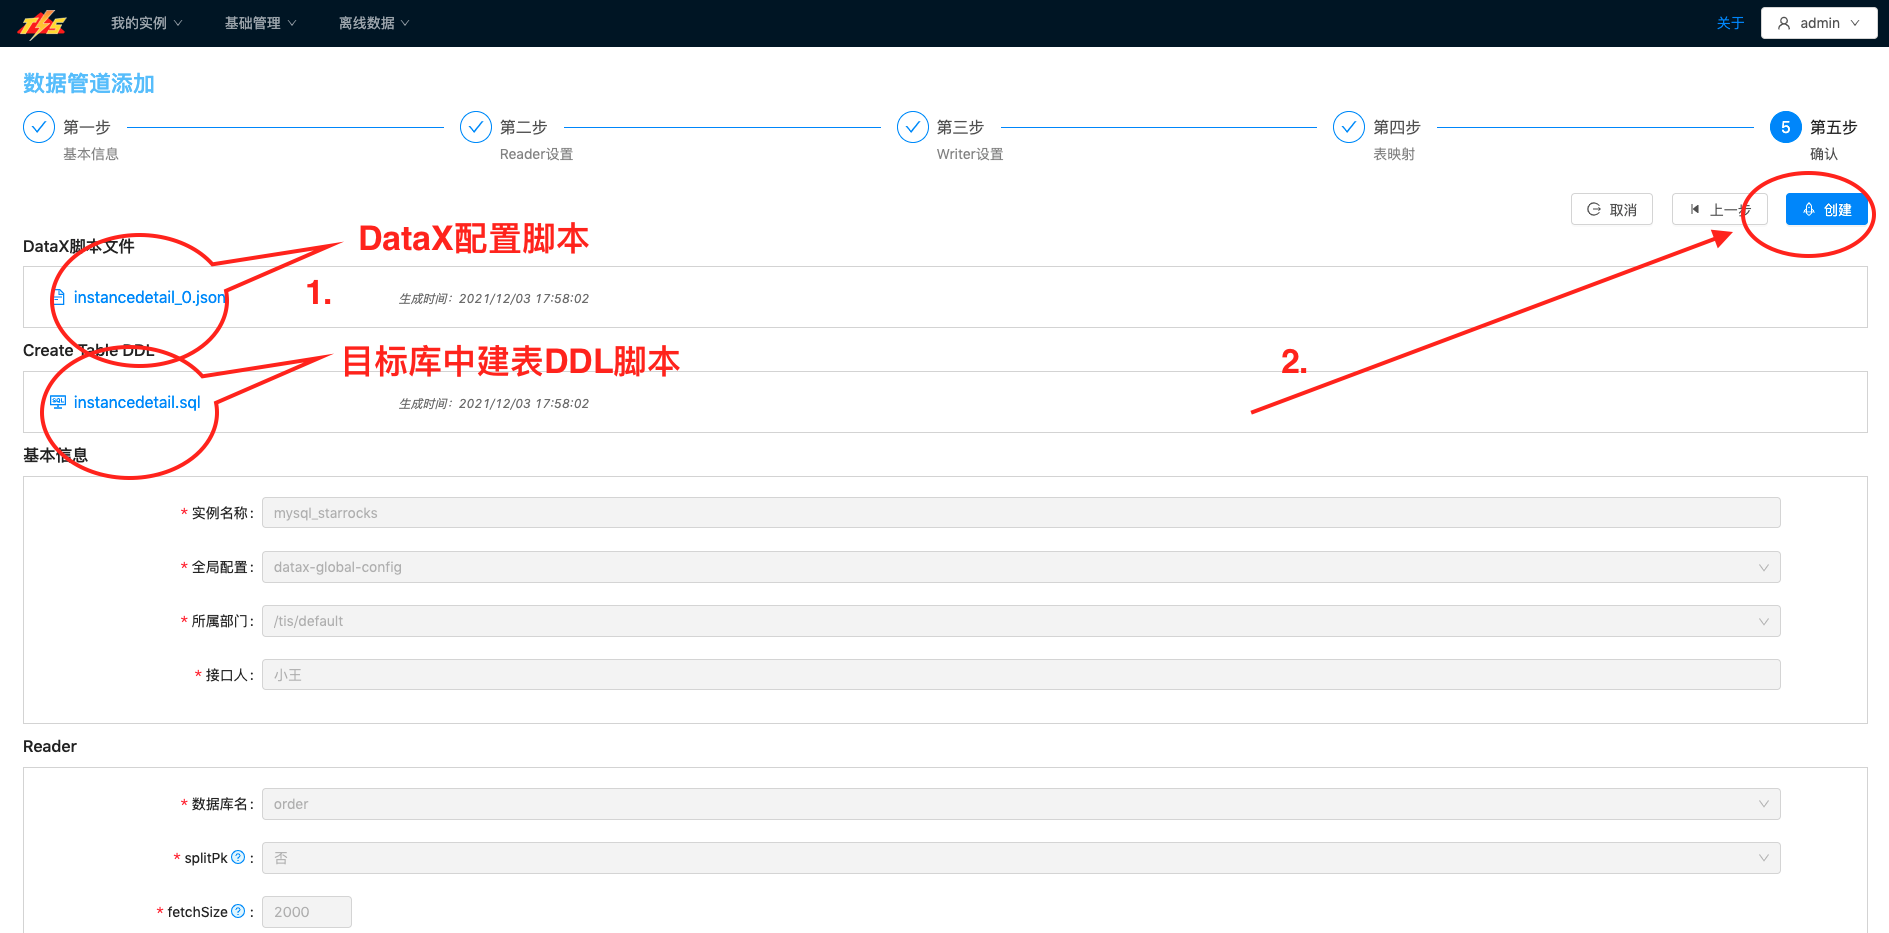 TIS
我的实例
基础管理
离线数据
关于
admin
数据管道添加
第一步
基本信息
第二步
Reader设置
第三步
Writer设置
第四步
表映射
5
第五步
确认
取消
上一步
创建
DataX脚本文件
DataX配置脚本
instancedetail_0.json
1.
生成时间：2021/12/03 17:58:02
Create Table DDL
目标库中建表DDL脚本
2.
SQL
instancedetail.sql
生成时间：2021/12/03 17:58:02
基本信息
* 实例名称： mysql_starrocks
* 全局配置： datax-global-config
* 所属部门： /tis/default
* 接口人： 小王
Reader
* 数据库名： order
* splitPk ? ： 否
* fetchSize ? ： 2000